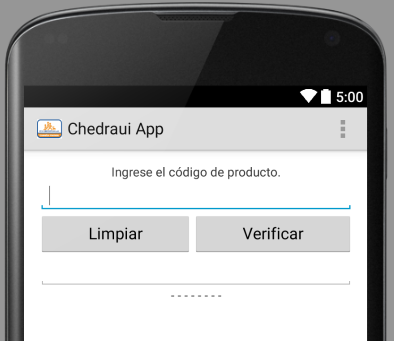 5:00
Chedraui App
Ingrese el código de producto.
Limpiar
Verificar
--------